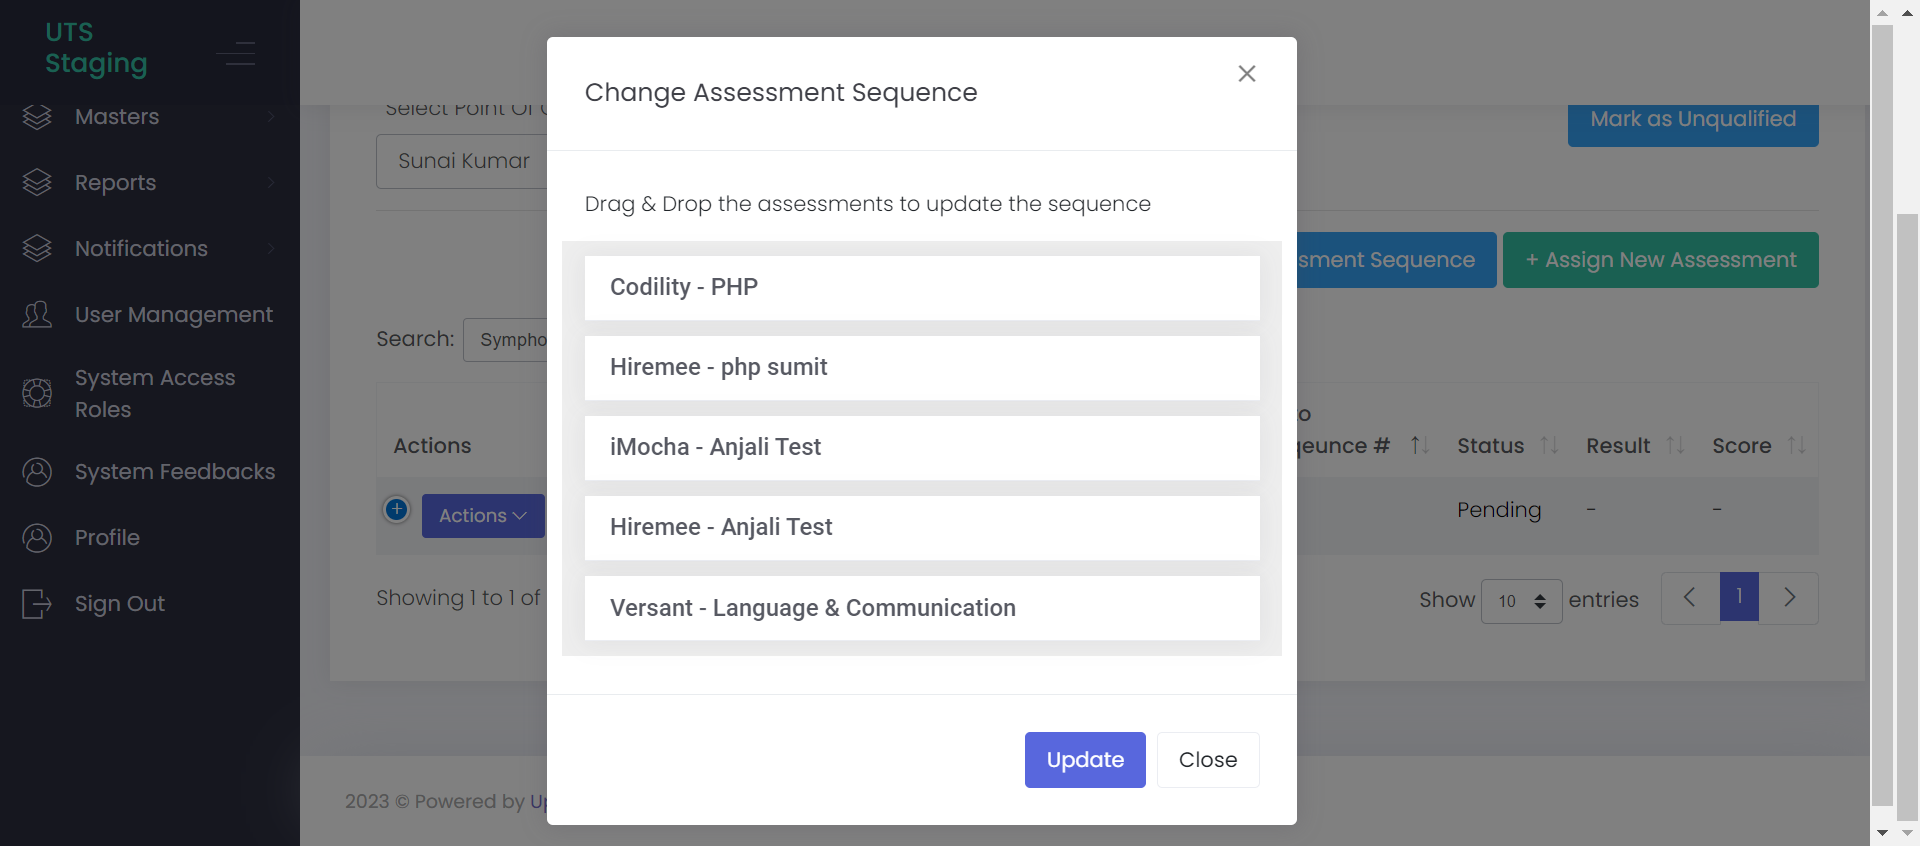 UTS
Staging
Masters
Reports
Notifications
User Management
System Access
Roles
System Feedbacks
Profile
Sign Out
Select Point Of
Sunai Kumar
Mark as Unqualified
Sequence
+ Assign New Assessment
Search:
Sympho
Actions
#
Status
Result
Score
Actions
Pending
-
-
Showing 1 to 1 of
Show
10
entries
1
2023 © Powered by
Change Assessment Sequence
Drag & Drop the assessments to update the sequence
Codility - PHP
Hiremee - php sumit
iMocha - Anjali Test
Hiremee - Anjali Test
Versant - Language & Communication
Update
Close